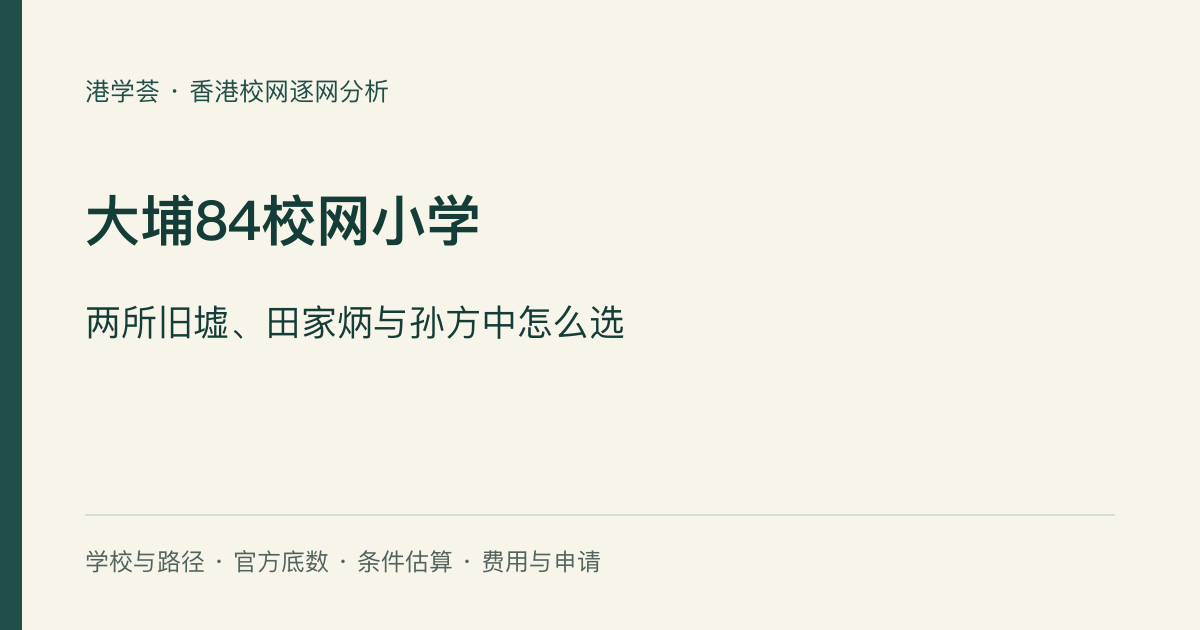 港学荟 · 香港校网逐网分析
大埔84校网小学
两所旧墟、田家炳与孙方中怎么选
学校与路径 · 官方底数 · 条件估算 · 费用与申请